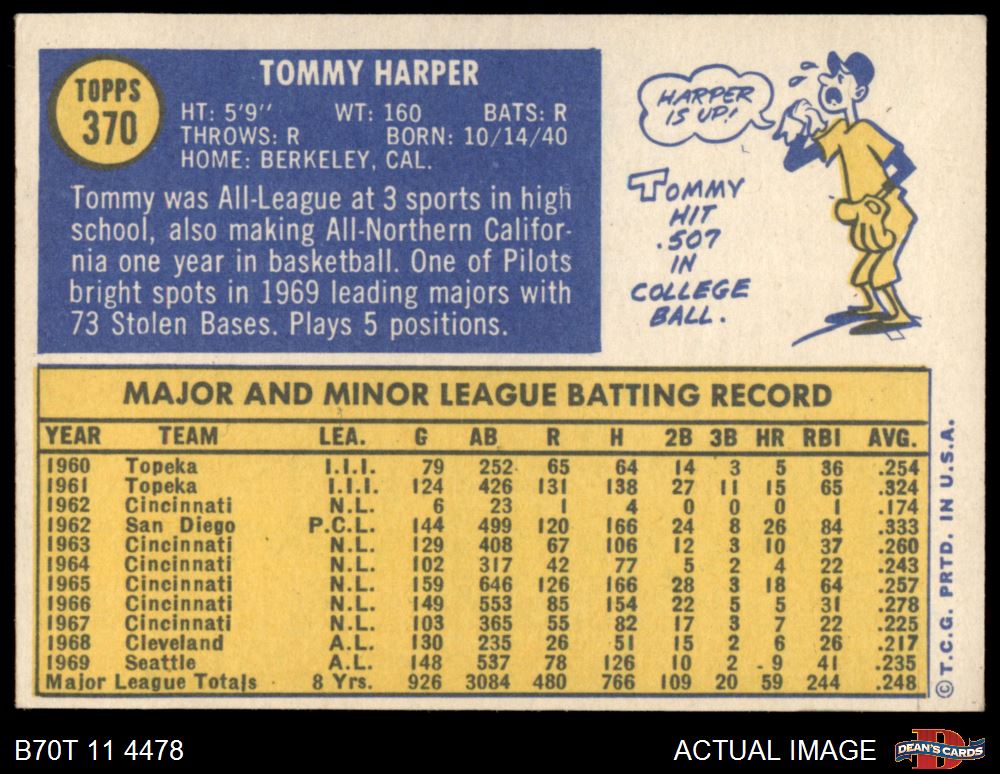 TOPPS
370
TOMMY HARPER
HT: 5'9" WT: 160 BATS: R
THROWS: R BORN: 10/14/40
HOME: BERKELEY, CAL.
Tommy was All-League at 3 sports in high
school, also making All-Northern Califor-
nia one year in basketball. One of Pilots
bright spots in 1969 leading majors with
73 Stolen Bases. Plays 5 positions.
HARPER
IS UP!
TOMMY
HIT
.507
IN
COLLEGE
BALL.
MAJOR AND MINOR LEAGUE BATTING RECORD
YEAR TEAM LEA. G AB R H 2B 3B HR RBI AVG.
1960 Topeka I.I.I. 79 252 65 64 14 3 5 36 .254
1961 Topeka I.I.I. 124 426 131 138 27 11 15 65 .324
1962 Cincinnati N.L. 6 23 1 4 0 0 0 1 .174
1962 San Diego P.C.L. 144 499 120 166 24 8 26 84 .333
1963 Cincinnati N.L. 129 408 67 106 12 3 10 37 .260
1964 Cincinnati N.L. 102 317 42 77 5 2 4 22 .243
1965 Cincinnati N.L. 159 646 126 166 28 3 18 64 .257
1966 Cincinnati N.L. 149 553 85 154 22 5 5 31 .278
1967 Cincinnati N.L. 103 365 55 82 17 3 7 22 .225
1968 Cleveland A.L. 130 235 26 51 15 2 6 26 .217
1969 Seattle A.L. 148 537 78 126 10 2 9 41 .235
Major League Totals 8 Yrs. 926 3084 480 766 109 20 59 244 .248
© T.C.G. PRTD. IN U.S.A.
B70T 11 4478
ACTUAL IMAGE
D
DEAN'S CARDS